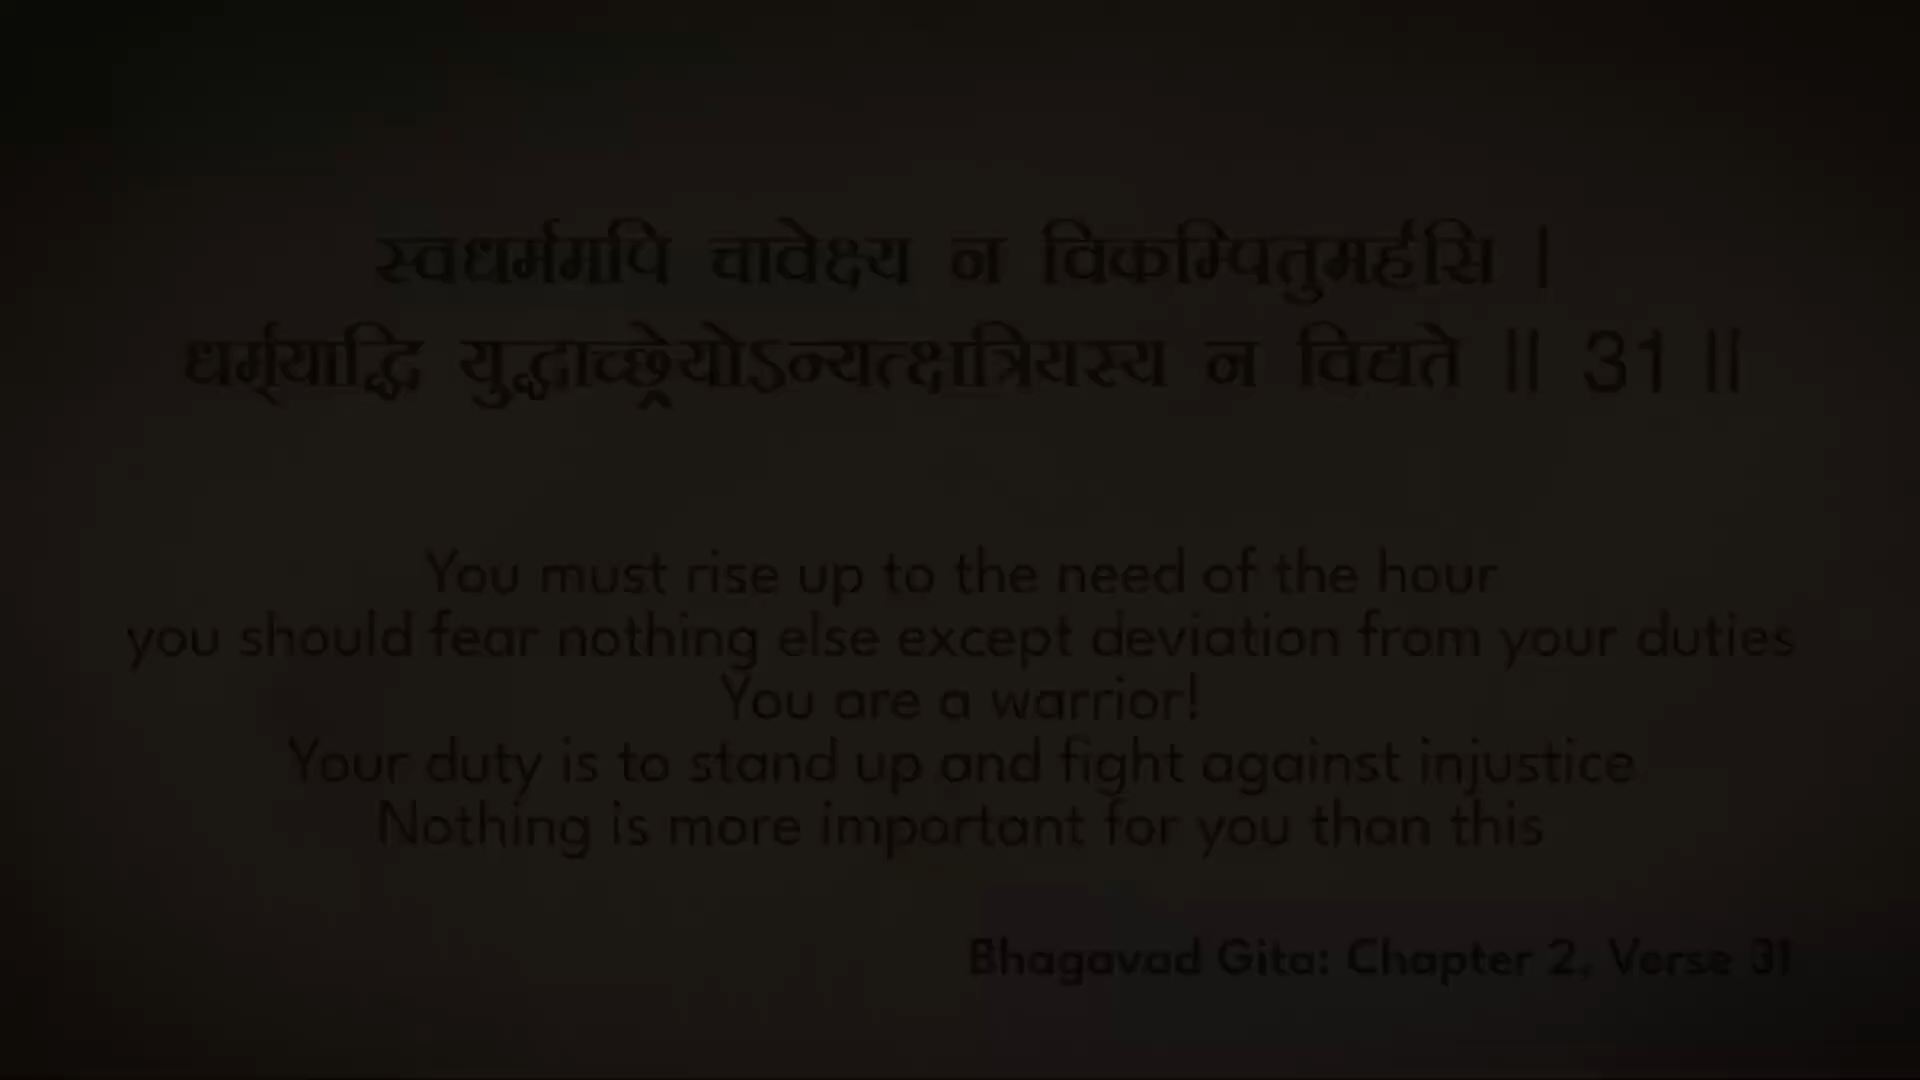 स्वधर्ममपि चावेक्ष्य न विकम्पितुमर्हसि |
धर्म्याद्धि युद्धाच्छ्रेयोऽन्यत्क्षात्रियस्य न विद्यते || 31 ||
You must rise up to the need of the hour
you should fear nothing else except deviation from your duties
You are a warrior!
Your duty is to stand up and fight against injustice
Nothing is more important for you than this
Bhagavad Gita: Chapter 2, Verse 31